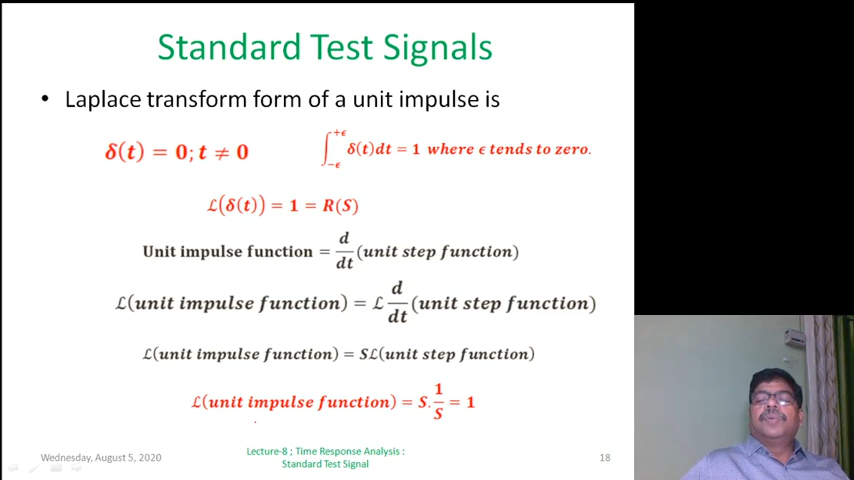 Standard Test Signals
• Laplace transform form of a unit impulse is
δ(t) = 0; t ≠ 0
∫_{-ϵ}^{+ϵ} δ(t)dt = 1 where ϵ tends to zero.
ℒ(δ(t)) = 1 = R(S)
Unit impulse function = d/dt (unit step function)
ℒ(unit impulse function) = ℒ d/dt (unit step function)
ℒ(unit impulse function) = Sℒ(unit step function)
ℒ(unit impulse function) = S. 1/S = 1
Wednesday, August 5, 2020
Lecture-8 ; Time Response Analysis :
Standard Test Signal
18